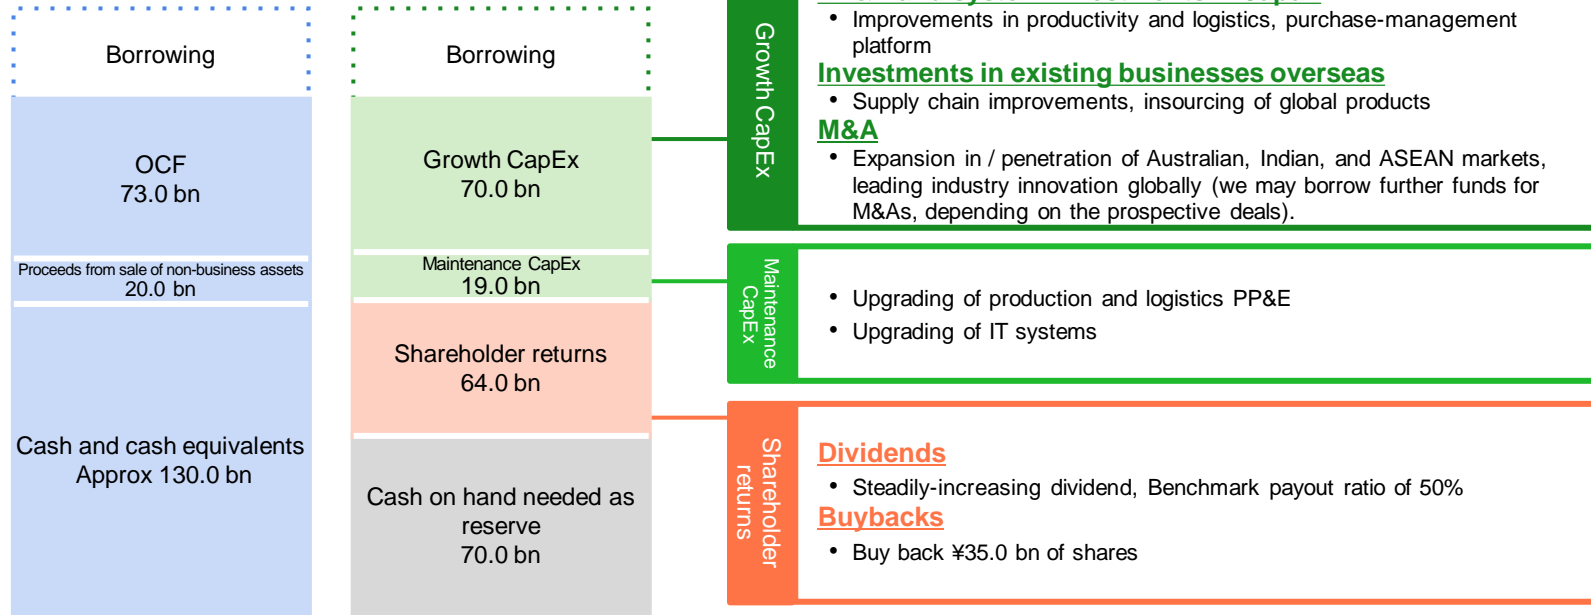 Borrowing
OCF
73.0 bn
Proceeds from sale of non-business assets
20.0 bn
Cash and cash equivalents
Approx 130.0 bn
Borrowing
Growth CapEx
70.0 bn
Maintenance CapEx
19.0 bn
Shareholder returns
64.0 bn
Cash on hand needed as
reserve
70.0 bn
Growth CapEx
• Improvements in productivity and logistics, purchase-management
platform
Investments in existing businesses overseas
• Supply chain improvements, insourcing of global products
M&A
• Expansion in / penetration of Australian, Indian, and ASEAN markets,
leading industry innovation globally (we may borrow further funds for
M&As, depending on the prospective deals).
Maintenance
CapEx
• Upgrading of production and logistics PP&E
• Upgrading of IT systems
Shareholder
returns
Dividends
• Steadily-increasing dividend, Benchmark payout ratio of 50%
Buybacks
• Buy back ¥35.0 bn of shares